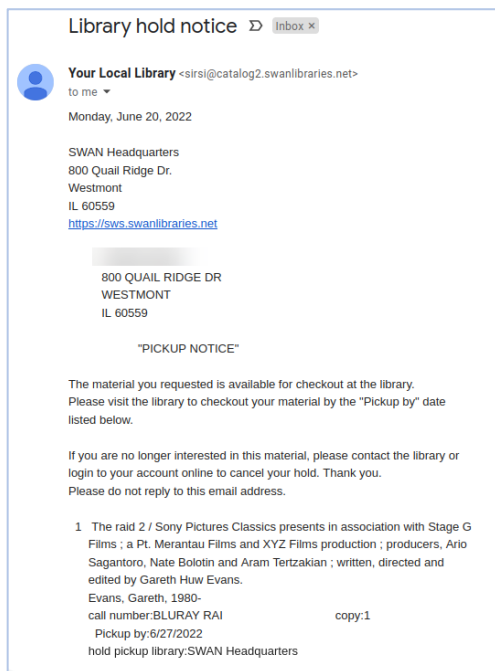 Library hold notice Inbox ×
Your Local Library <sirsi@catalog2.swanlibraries.net>
to me
Monday, June 20, 2022
SWAN Headquarters
800 Quail Ridge Dr.
Westmont
IL 60559
https://sws.swanlibraries.net
800 QUAIL RIDGE DR
WESTMONT
IL 60559
"PICKUP NOTICE"
The material you requested is available for checkout at the library.
Please visit the library to checkout your material by the "Pickup by" date
listed below.
If you are no longer interested in this material, please contact the library or
login to your account online to cancel your hold. Thank you.
Please do not reply to this email address.
1 The raid 2 / Sony Pictures Classics presents in association with Stage G
Films ; a Pt. Merantau Films and XYZ Films production ; producers, Ario
Sagantoro, Nate Bolotin and Aram Tertzakian ; written, directed and
edited by Gareth Huw Evans.
Evans, Gareth, 1980-
call number:BLURAY RAI copy:1
Pickup by:6/27/2022
hold pickup library:SWAN Headquarters